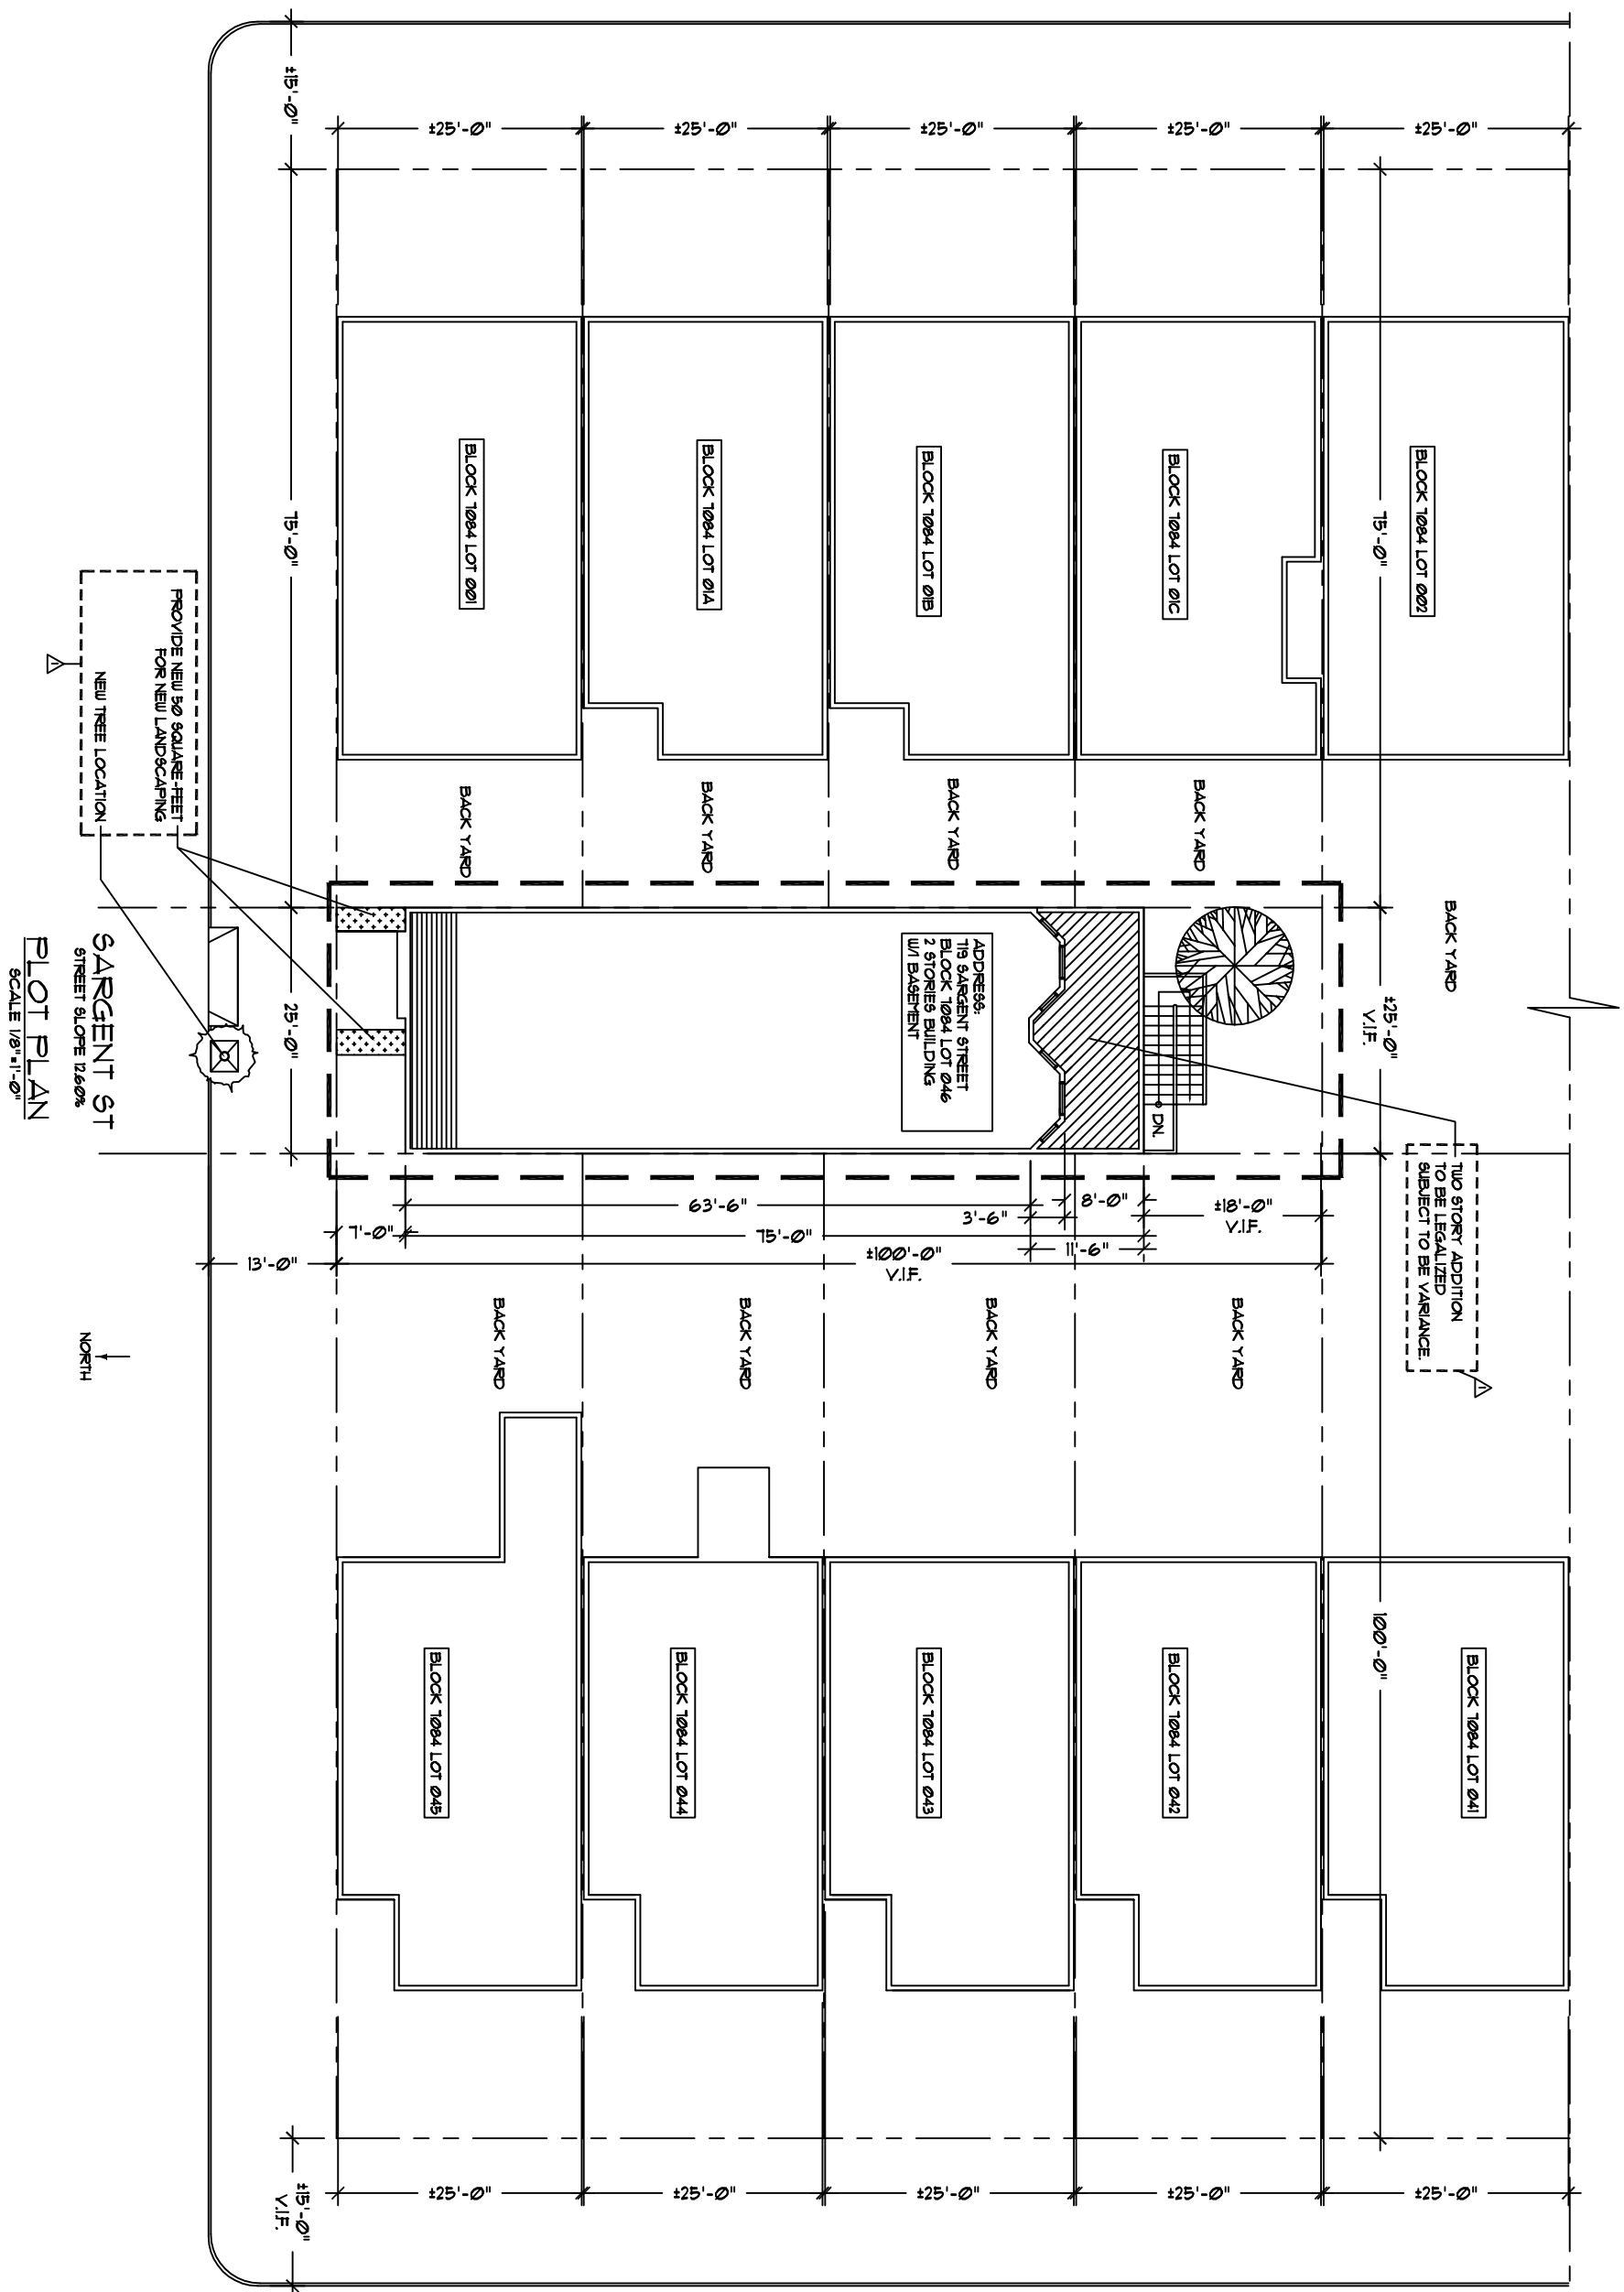 ±15'-0"
±25'-0"
±25'-0"
±25'-0"
±25'-0"
±25'-0"
75'-0"
75'-0"
BLOCK 7084 LOT 001
BLOCK 7084 LOT 01A
BLOCK 7084 LOT 01B
BLOCK 7084 LOT 01C
BLOCK 7084 LOT 002
PROVIDE NEW 50 SQUARE-FEET
FOR NEW LANDSCAPING
NEW TREE LOCATION
1
BACK YARD
BACK YARD
BACK YARD
BACK YARD
BACK YARD
25'-0"
±25'-0"
V.I.F.
ADDRESS:
719 SARGENT STREET
BLOCK 7084 LOT 046
2 STORIES BUILDING
W/1 BASEMENT
DN.
SARGENT ST
STREET SLOPE 12.60%
PLOT PLAN
SCALE 1/8"=1'-0"
TWO STORY ADDITION
TO BE LEGALIZED
SUBJECT TO BE VARIANCE.
1
63'-6"
3'-6"
8'-0"
±18'-0"
V.I.F.
7'-0"
75'-0"
11'-6"
13'-0"
±100'-0"
V.I.F.
NORTH
BACK YARD
BACK YARD
BACK YARD
BACK YARD
100'-0"
BLOCK 7084 LOT 045
BLOCK 7084 LOT 044
BLOCK 7084 LOT 043
BLOCK 7084 LOT 042
BLOCK 7084 LOT 041
±25'-0"
±25'-0"
±25'-0"
±25'-0"
±25'-0"
±15'-0"
V.I.F.